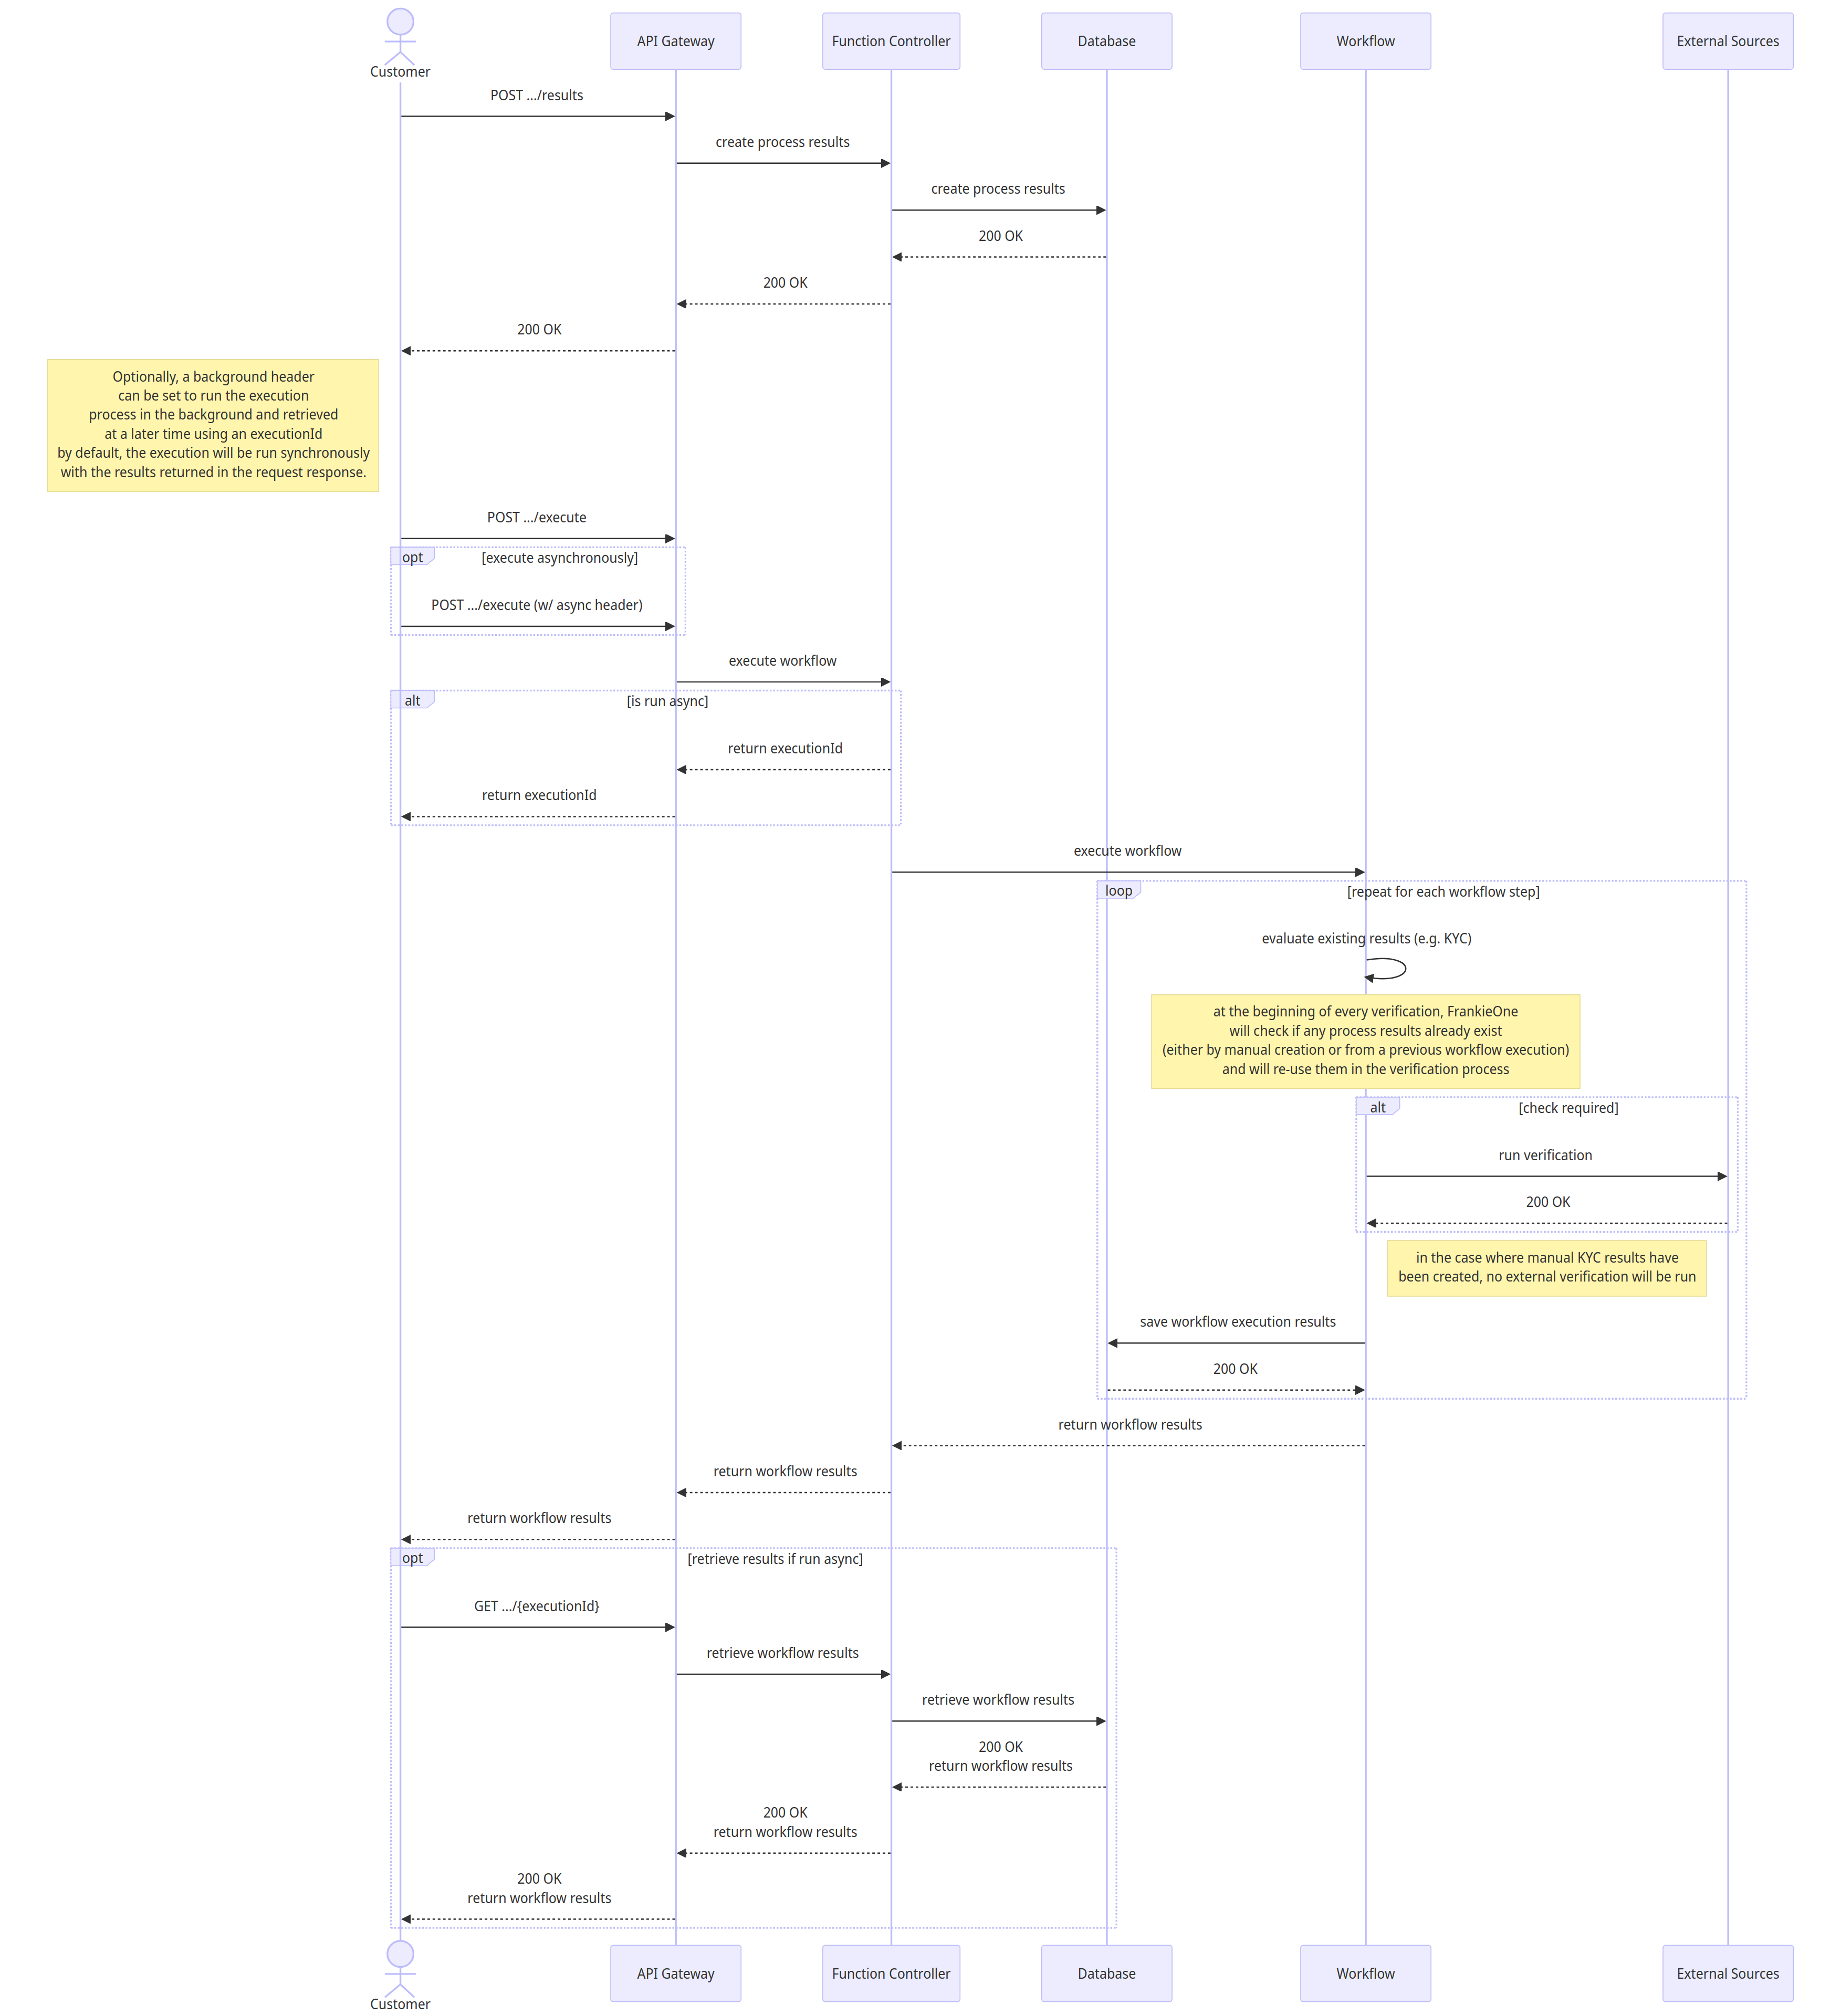 Customer
API Gateway
Function Controller
Database
Workflow
External Sources
POST .../results
create process results
create process results
200 OK
200 OK
200 OK
Optionally, a background header
can be set to run the execution
process in the background and retrieved
at a later time using an executionId
by default, the execution will be run synchronously
with the results returned in the request response.
POST .../execute
opt
[execute asynchronously]
POST .../execute (w/ async header)
execute workflow
alt
[is run async]
return executionId
return executionId
execute workflow
loop
[repeat for each workflow step]
evaluate existing results (e.g. KYC)
at the beginning of every verification, FrankieOne
will check if any process results already exist
(either by manual creation or from a previous workflow execution)
and will re-use them in the verification process
alt
[check required]
run verification
200 OK
in the case where manual KYC results have
been created, no external verification will be run
save workflow execution results
200 OK
return workflow results
return workflow results
return workflow results
opt
[retrieve results if run async]
GET .../{executionId}
retrieve workflow results
retrieve workflow results
200 OK
return workflow results
200 OK
return workflow results
200 OK
return workflow results
Customer
API Gateway
Function Controller
Database
Workflow
External Sources